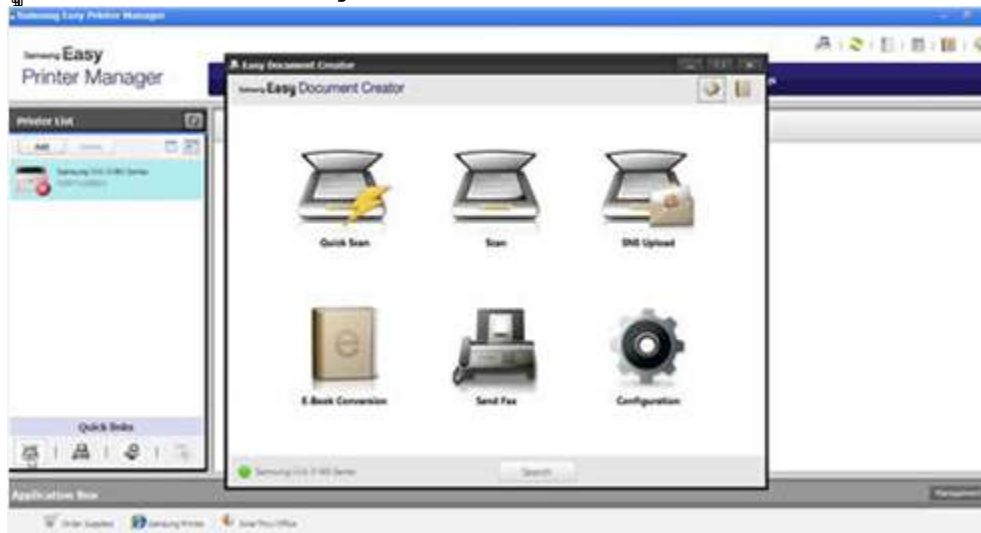 Samsung Easy Printer Manager
Samsung Easy
Printer Manager
Easy Document Creator
Samsung Easy Document Creator
Printer List
Add
Delete
Quick Scan
Scan
SNS Upload
E-Book Conversion
Send Fax
Configuration
Quick links
Search
Application Box
Order Supplies
Samsung Printer